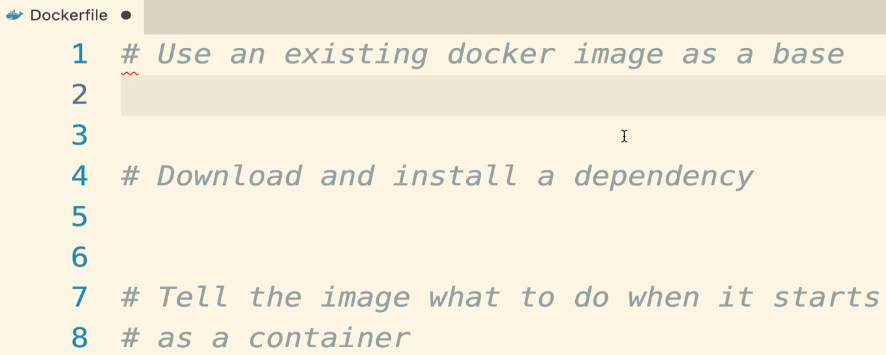 Dockerfile
1 # Use an existing docker image as a base
2
3
4 # Download and install a dependency
5
6
7 # Tell the image what to do when it starts
8 # as a container